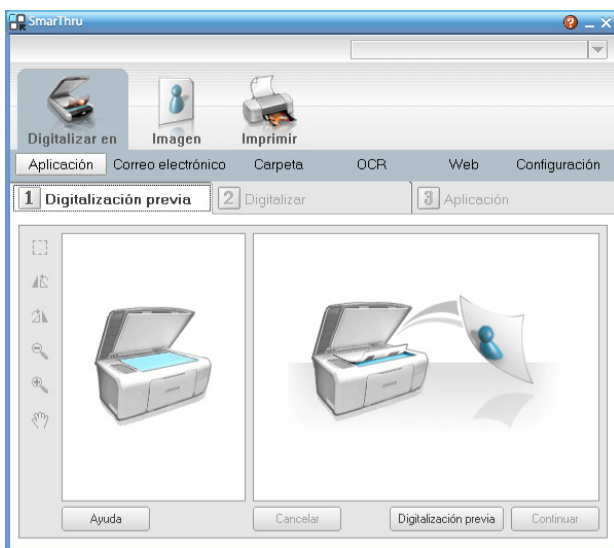 SmarThru
Digitalizar en Imagen Imprimir
Aplicación Correo electrónico Carpeta OCR Web Configuración
1 Digitalización previa 2 Digitalizar 3 Aplicación
Ayuda Cancelar Digitalización previa Continuar